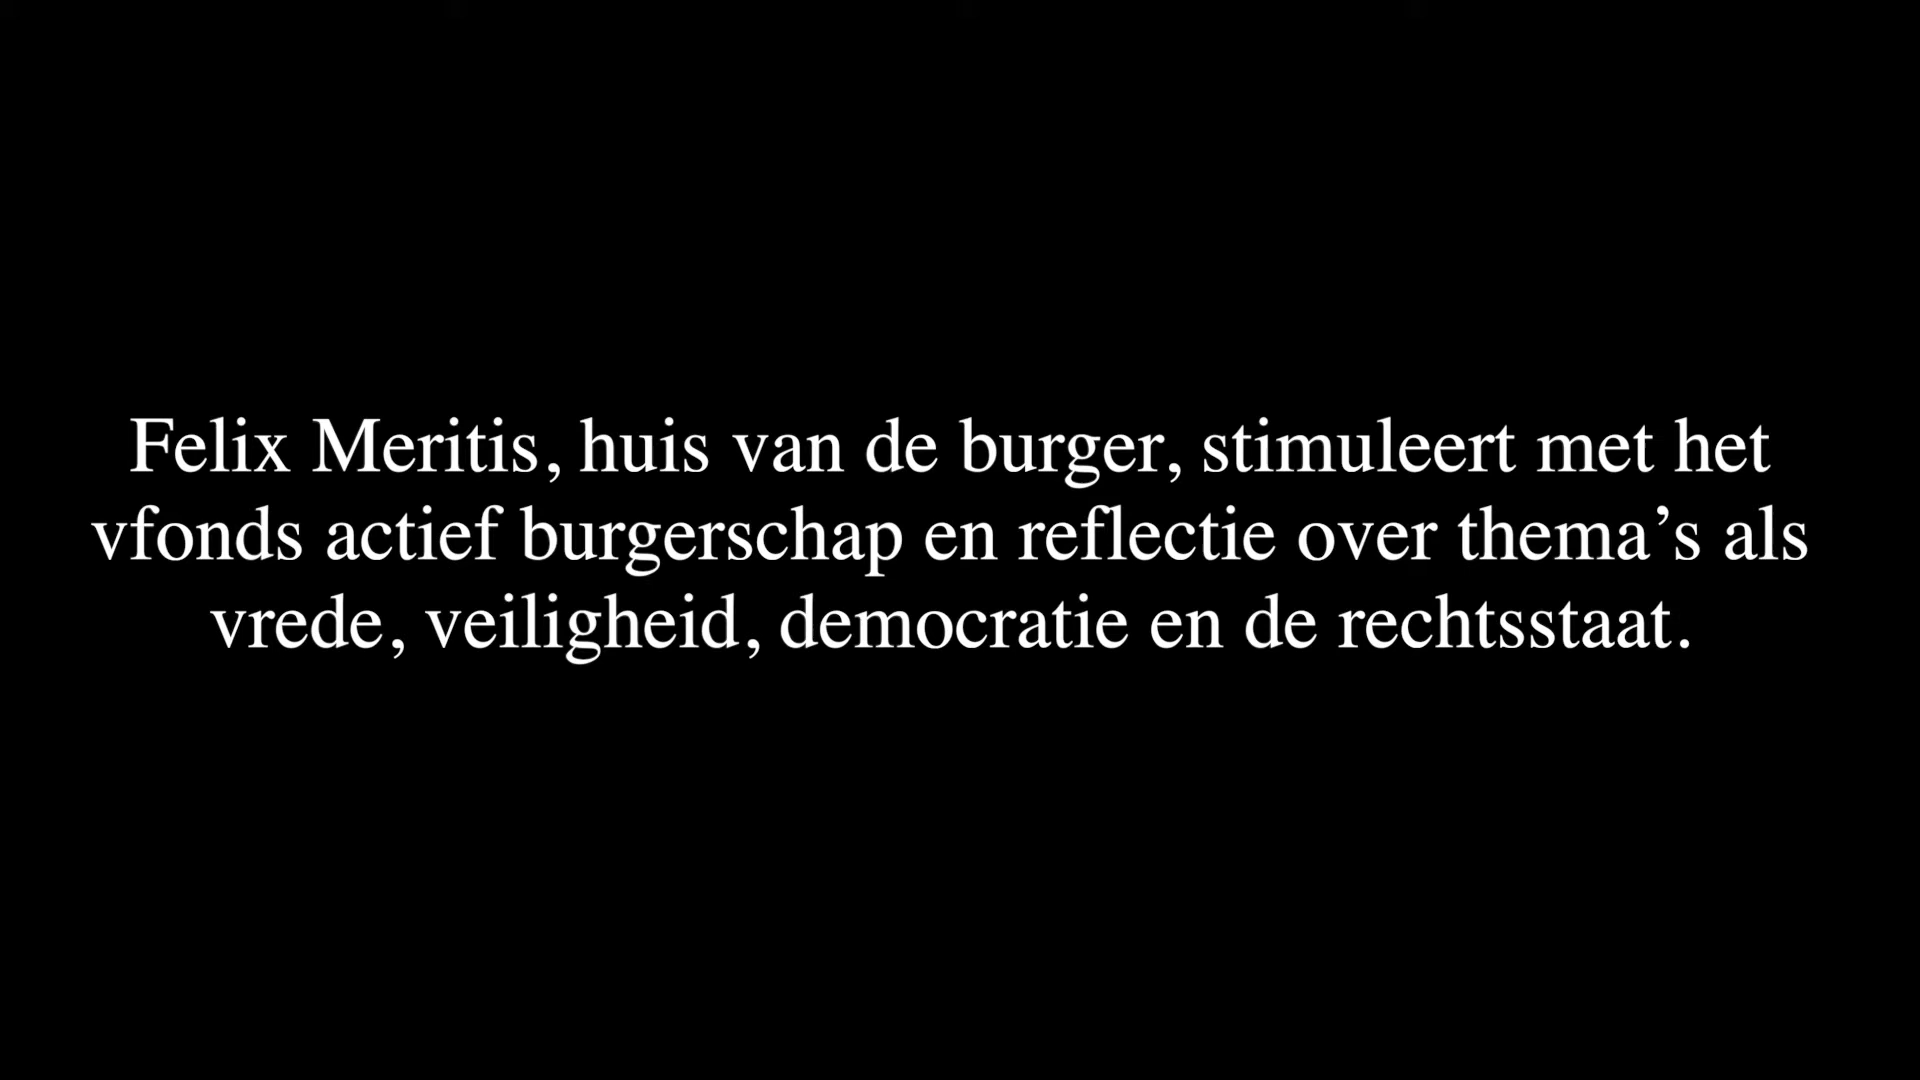 Felix Meritis, huis van de burger, stimuleert met het
vfonds actief burgerschap en reflectie over thema’s als
vrede, veiligheid, democratie en de rechtsstaat.